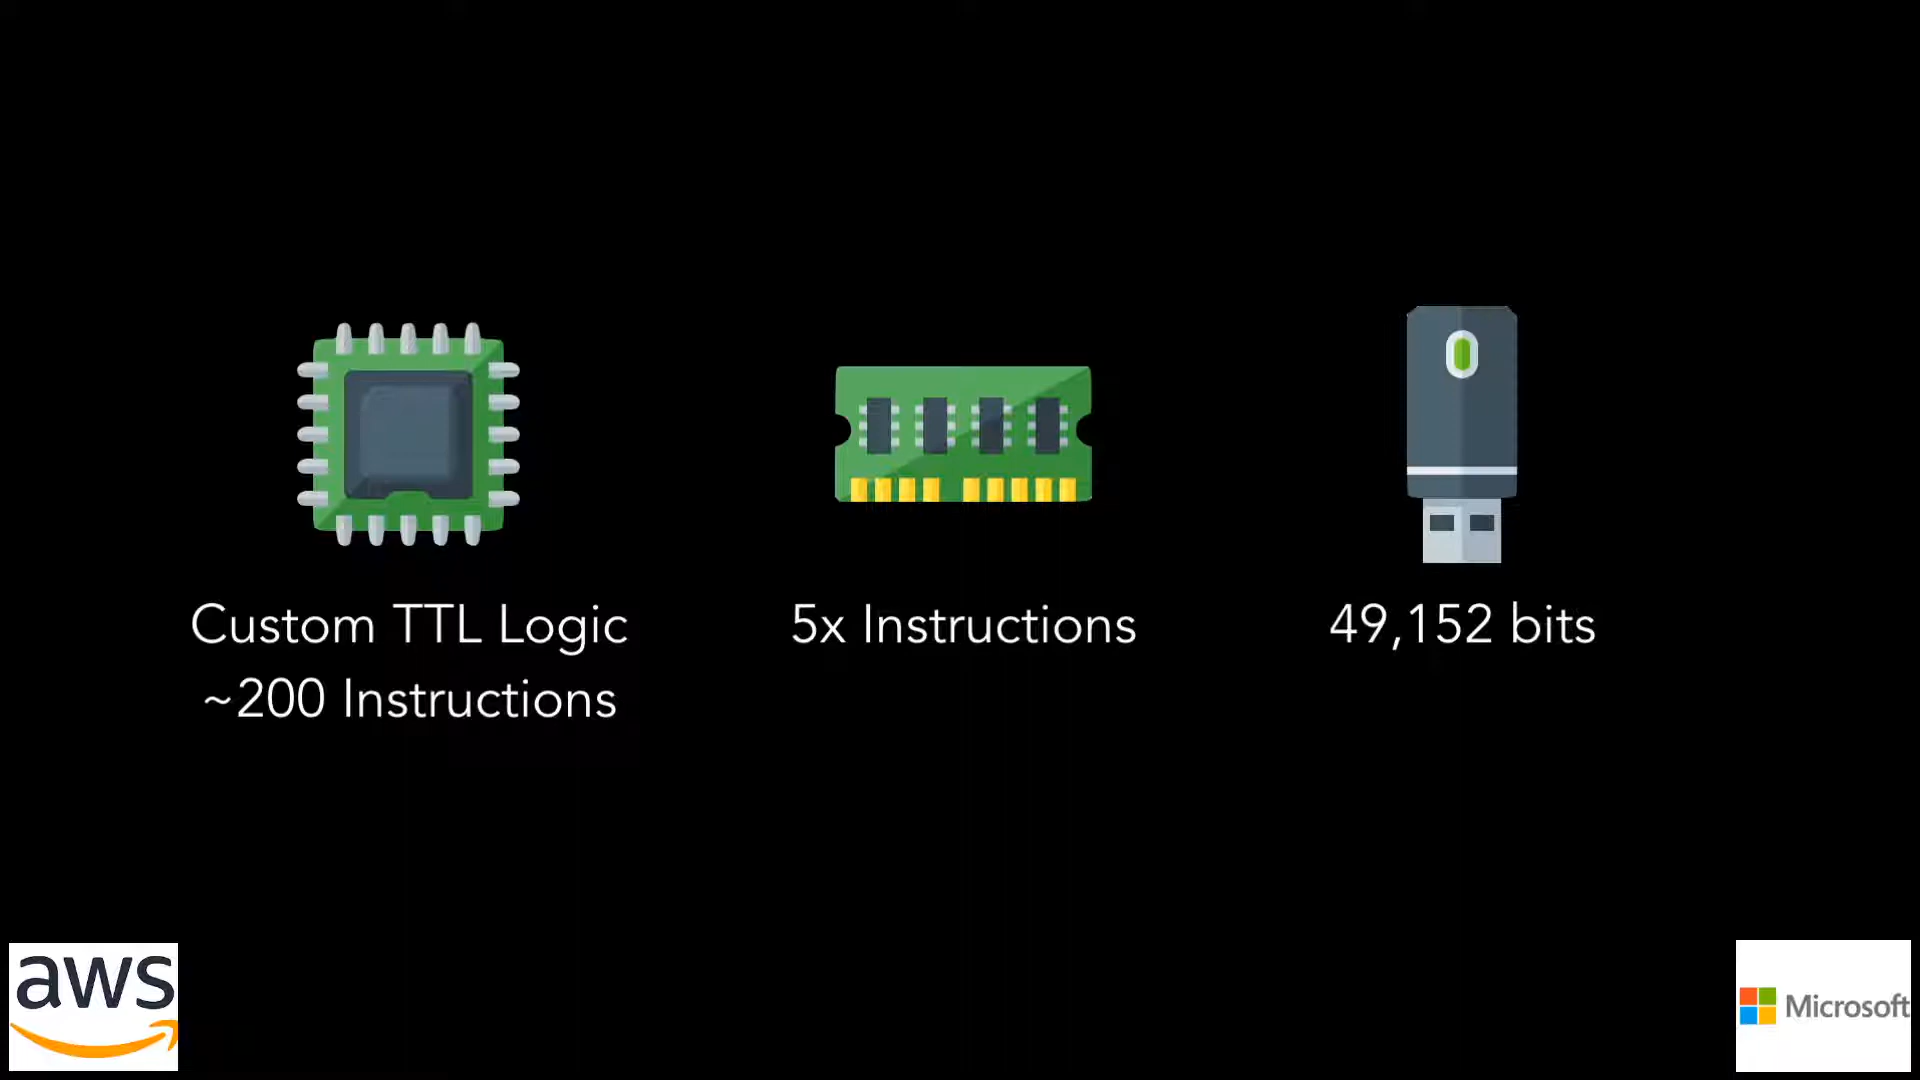 Custom TTL Logic
~200 Instructions
5x Instructions
49,152 bits
aws
Microsoft